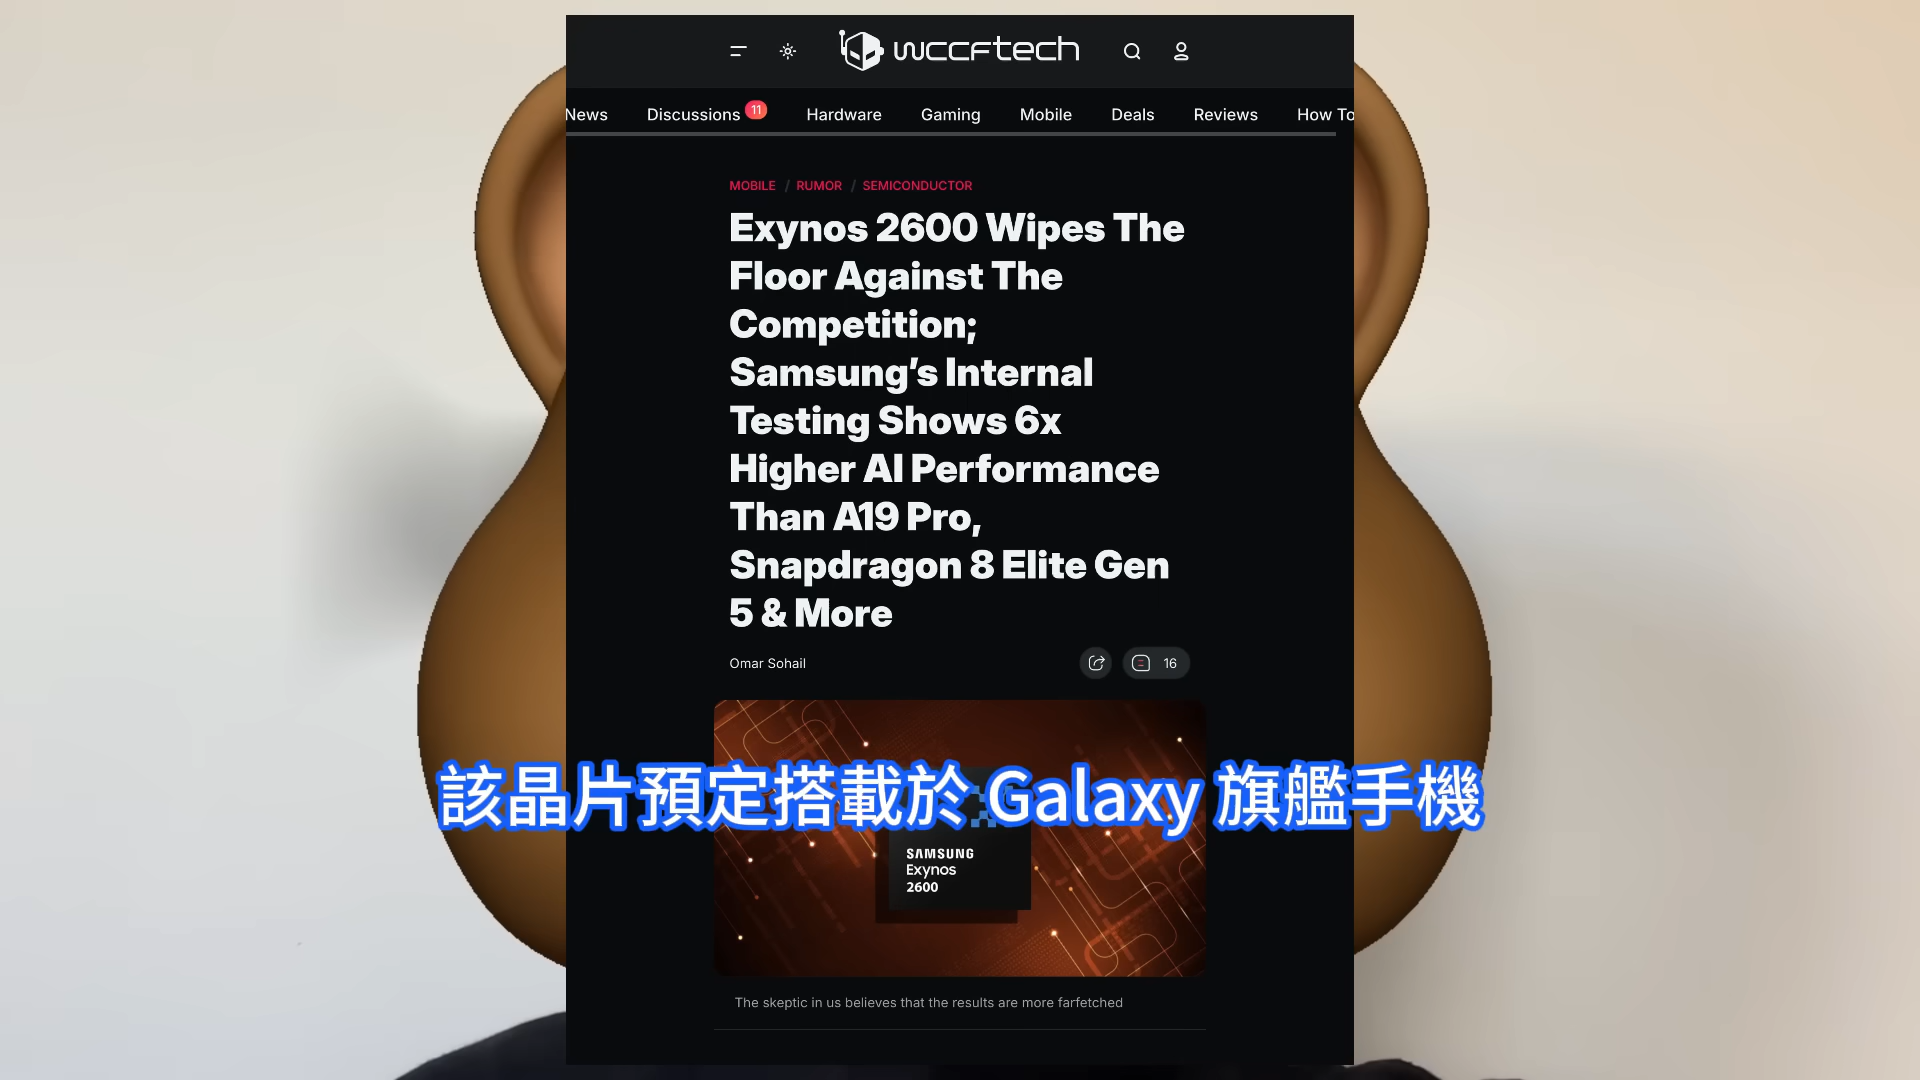 wccftech
News Discussions 11 Hardware Gaming Mobile Deals Reviews How To
MOBILE / RUMOR / SEMICONDUCTOR
Exynos 2600 Wipes The
Floor Against The
Competition;
Samsung’s Internal
Testing Shows 6x
Higher AI Performance
Than A19 Pro,
Snapdragon 8 Elite Gen
5 & More
Omar Sohail
16
該晶片預定搭載於 Galaxy 旗艦手機
SAMSUNG
Exynos
2600
The skeptic in us believes that the results are more farfetched